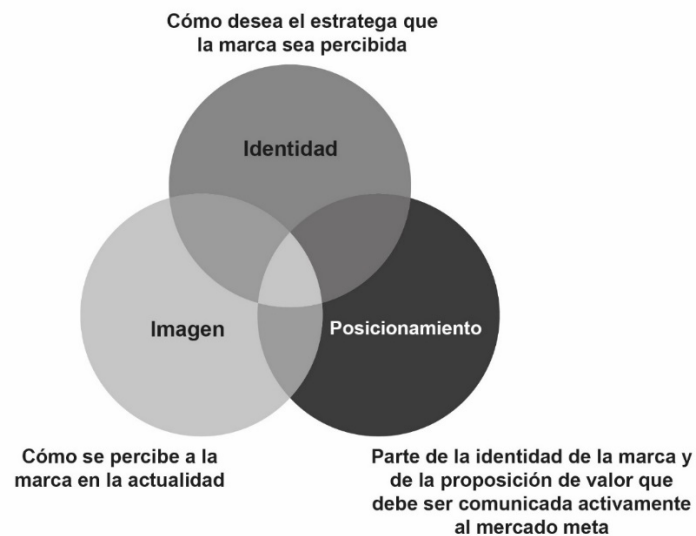 Cómo desea el estratega que
la marca sea percibida
Identidad
Imagen
Posicionamiento
Cómo se percibe a la
marca en la actualidad
Parte de la identidad de la marca y
de la proposición de valor que
debe ser comunicada activamente
al mercado meta